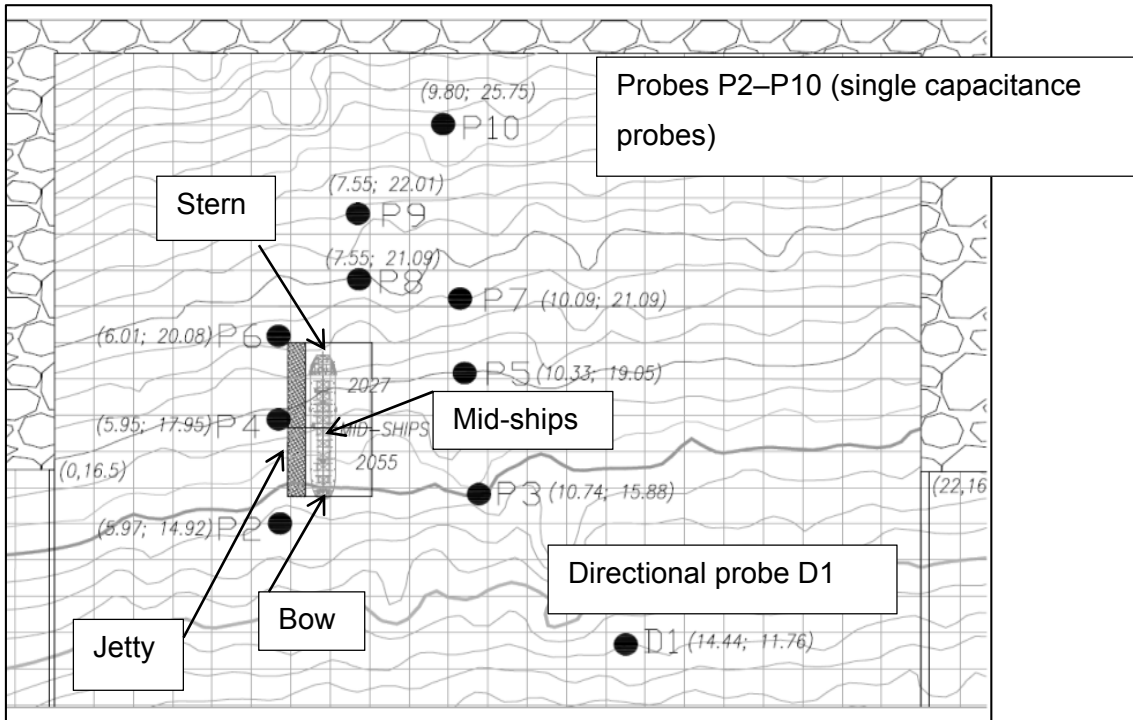 (9.80; 25.75)
P10
Probes P2–P10 (single capacitance
probes)
(7.55; 22.01)
P9
Stern
(7.55; 21.09)
P8
P7 (10.09; 21.09)
(6.01; 20.08) P6
P5 (10.33; 19.05)
2027
(5.95; 17.95) P4
MID-SHIPS
Mid-ships
2055
(0,16.5)
P3 (10.74; 15.88)
(22,16
(5.97; 14.92) P2
Directional probe D1
Bow
Jetty
D1 (14.44; 11.76)